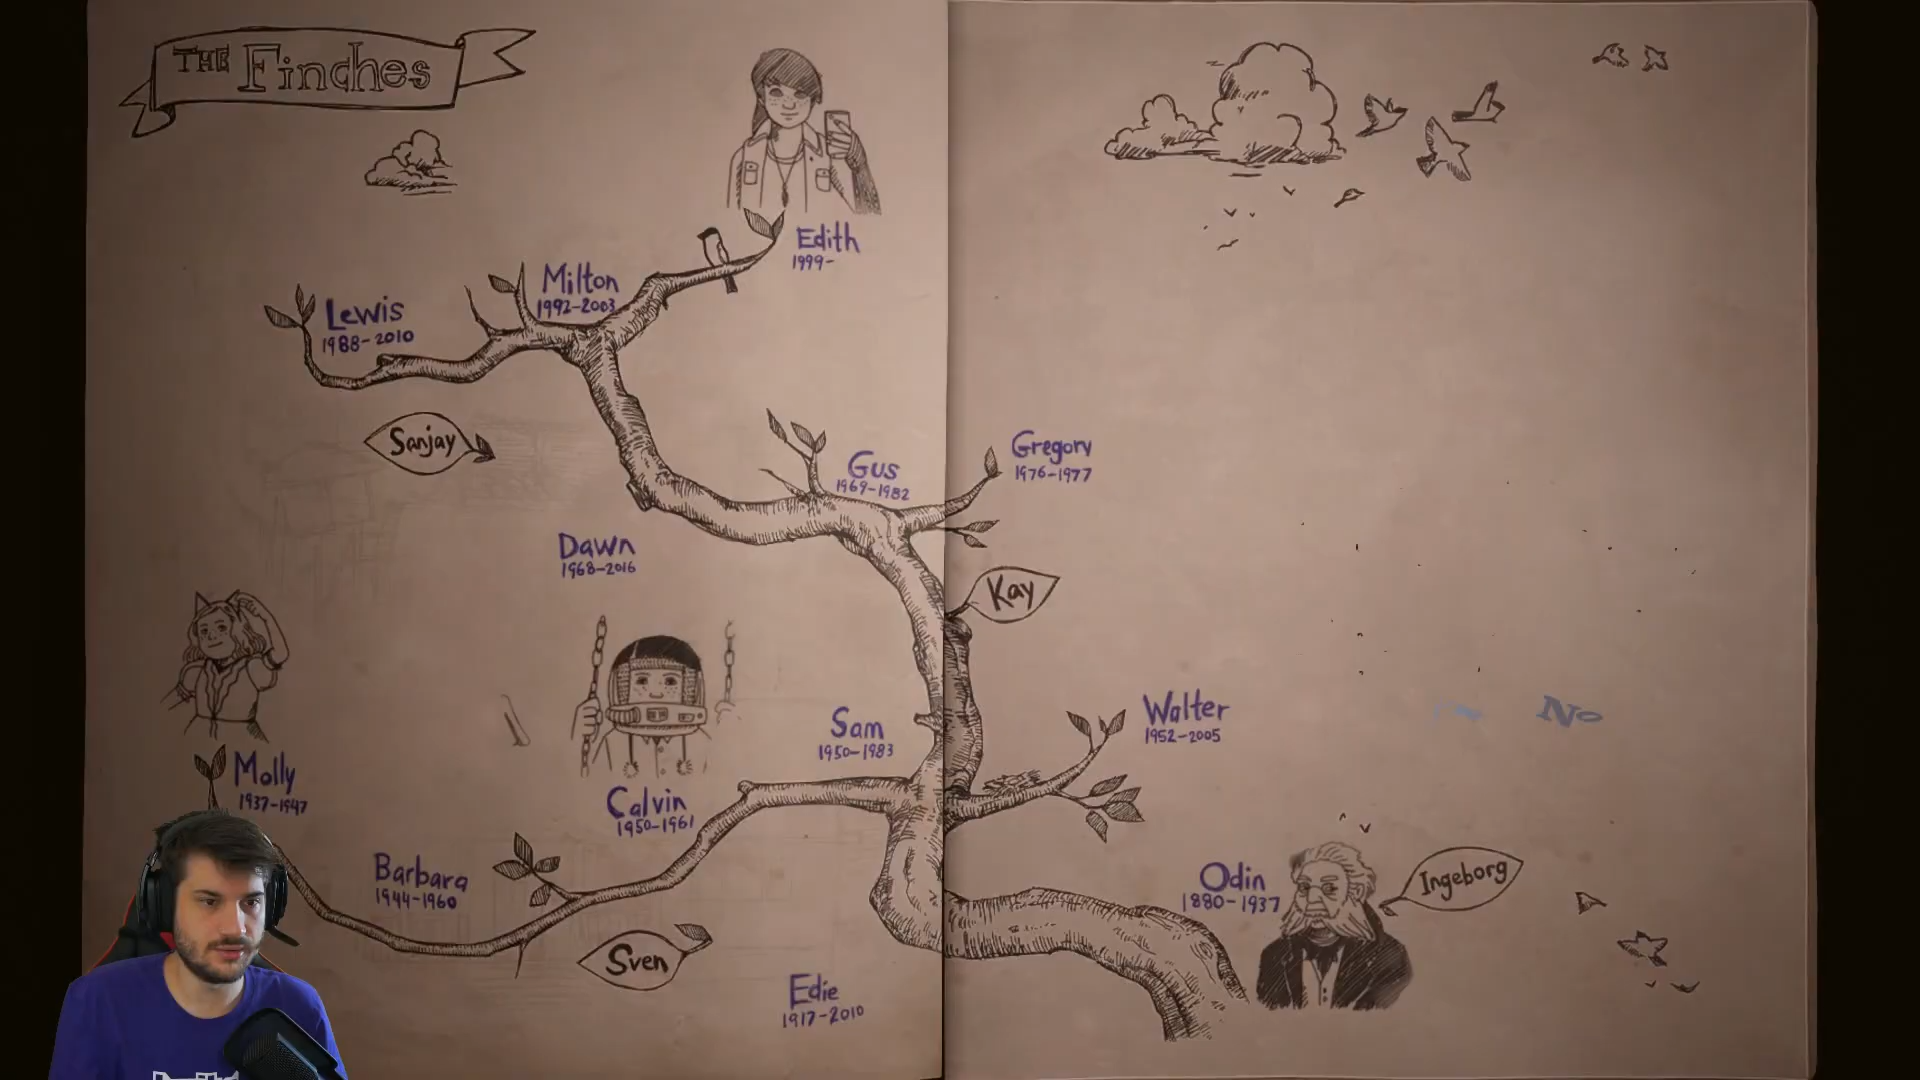 THE Finches
Edith
1999-
Milton
1992-2003
Lewis
1988-2010
Sanjay
Gus
1969-1982
Gregory
1976-1977
Dawn
1968-2016
Kay
Sam
1950-1983
Walter
1952-2005
No
Molly
1937-1947
Calvin
1950-1961
Barbara
1944-1960
Sven
Odin
1880-1937
Ingeborg
Edie
1917-2010